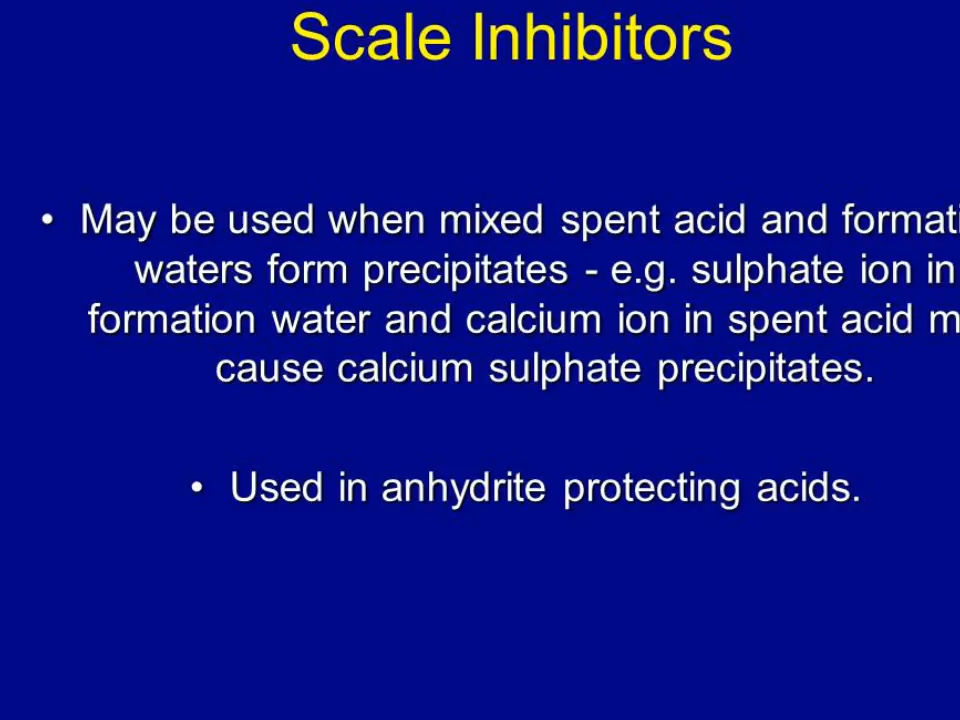 Scale Inhibitors
• May be used when mixed spent acid and formati
waters form precipitates - e.g. sulphate ion in
formation water and calcium ion in spent acid m
cause calcium sulphate precipitates.
• Used in anhydrite protecting acids.